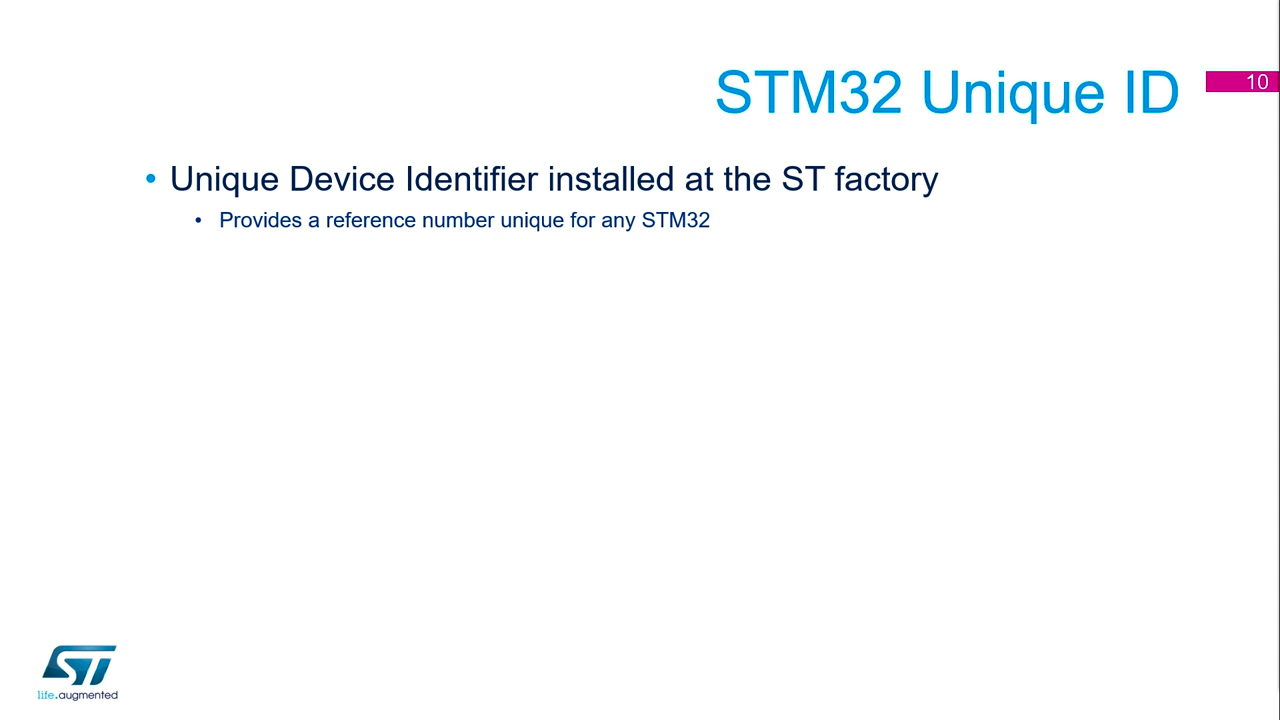 STM32 Unique ID
10
• Unique Device Identifier installed at the ST factory
• Provides a reference number unique for any STM32
ST
life.augmented